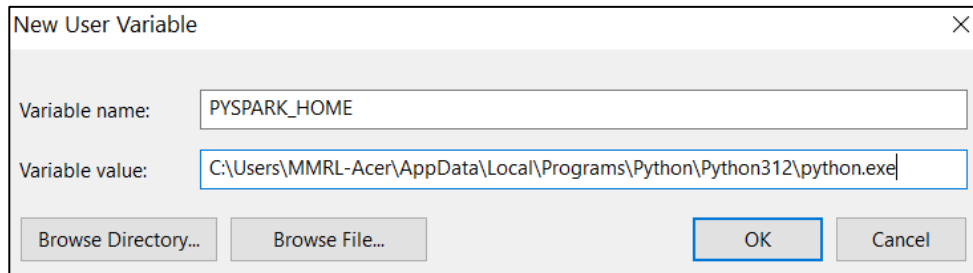 New User Variable
Variable name: PYSPARK_HOME
Variable value: C:\Users\MMRL-Acer\AppData\Local\Programs\Python\Python312\python.exe
Browse Directory... Browse File... OK Cancel